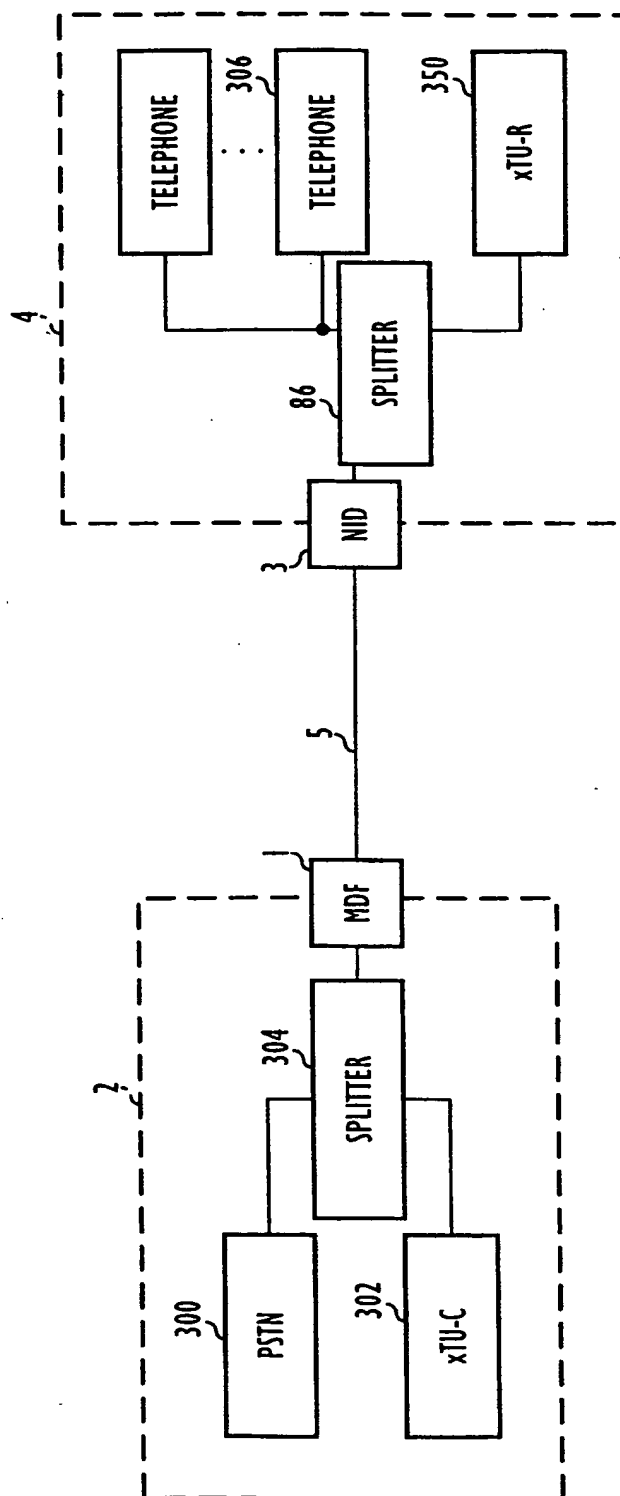 2
300
PSTN
302
xTU-C
304
SPLITTER
1
MDF
5
3
NID
4
86
SPLITTER
TELEPHONE
306
TELEPHONE
350
xTU-R